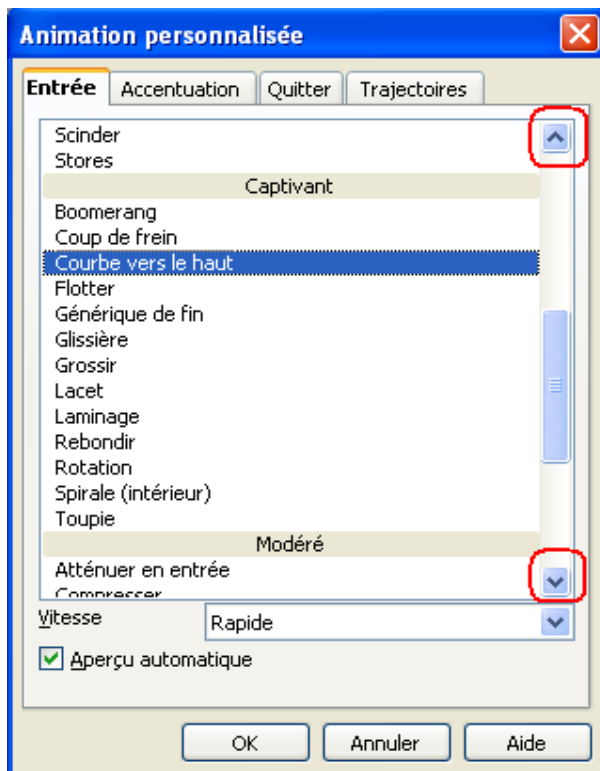 Animation personnalisée
Entrée Accentuation Quitter Trajectoires
Scinder
Stores
Captivant
Boomerang
Coup de frein
Courbe vers le haut
Flotter
Générique de fin
Glissière
Grossir
Lacet
Laminage
Rebondir
Rotation
Spirale (intérieur)
Toupie
Modéré
Atténuer en entrée
Compresser
Vitesse Rapide
Aperçu automatique
OK Annuler Aide